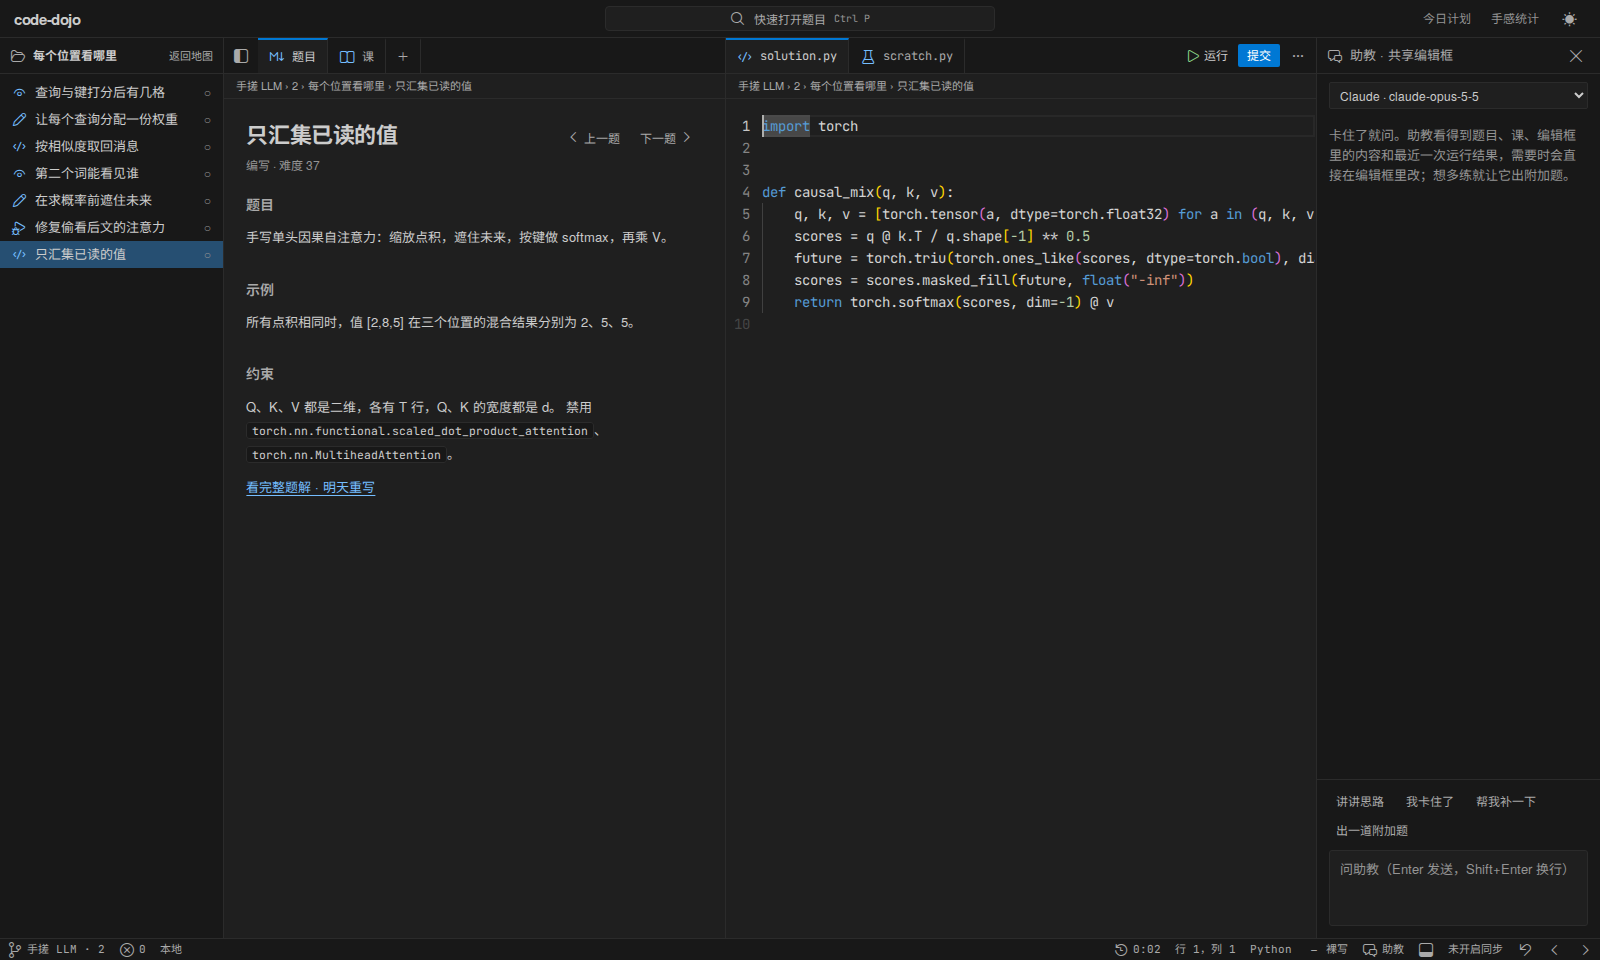 code-dojo
快速打开题目 Ctrl P
今日计划 手感统计
每个位置看哪里 返回地图
查询与键打分后有几格
让每个查询分配一份权重
按相似度取回消息
第二个词能看见谁
在求概率前遮住未来
修复偷看后文的注意力
只汇集已读的值
题目 课
手搓 LLM › 2 › 每个位置看哪里 › 只汇集已读的值
只汇集已读的值
上一题 下一题
编写 · 难度 37
题目
手写单头因果自注意力：缩放点积，遮住未来，按键做 softmax，再乘 V。
示例
所有点积相同时，值 [2,8,5] 在三个位置的混合结果分别为 2、5、5。
约束
Q、K、V 都是二维，各有 T 行，Q、K 的宽度都是 d。 禁用
torch.nn.functional.scaled_dot_product_attention 、
torch.nn.MultiheadAttention 。
看完整题解 · 明天重写
solution.py scratch.py 运行 提交 ···
手搓 LLM › 2 › 每个位置看哪里 › 只汇集已读的值
1 import torch
2
3
4 def causal_mix(q, k, v):
5 q, k, v = [torch.tensor(a, dtype=torch.float32) for a in (q, k, v
6 scores = q @ k.T / q.shape[-1] ** 0.5
7 future = torch.triu(torch.ones_like(scores, dtype=torch.bool), di
8 scores = scores.masked_fill(future, float("-inf"))
9 return torch.softmax(scores, dim=-1) @ v
10
助教 · 共享编辑框
Claude · claude-opus-5-5
卡住了就问。助教看得到题目、课、编辑框
里的内容和最近一次运行结果，需要时会直
接在编辑框里改；想多练就让它出附加题。
讲讲思路 我卡住了 帮我补一下
出一道附加题
问助教（Enter 发送，Shift+Enter 换行）
手搓 LLM · 2 0 本地
0:02 行 1，列 1 Python 裸写 助教 未开启同步